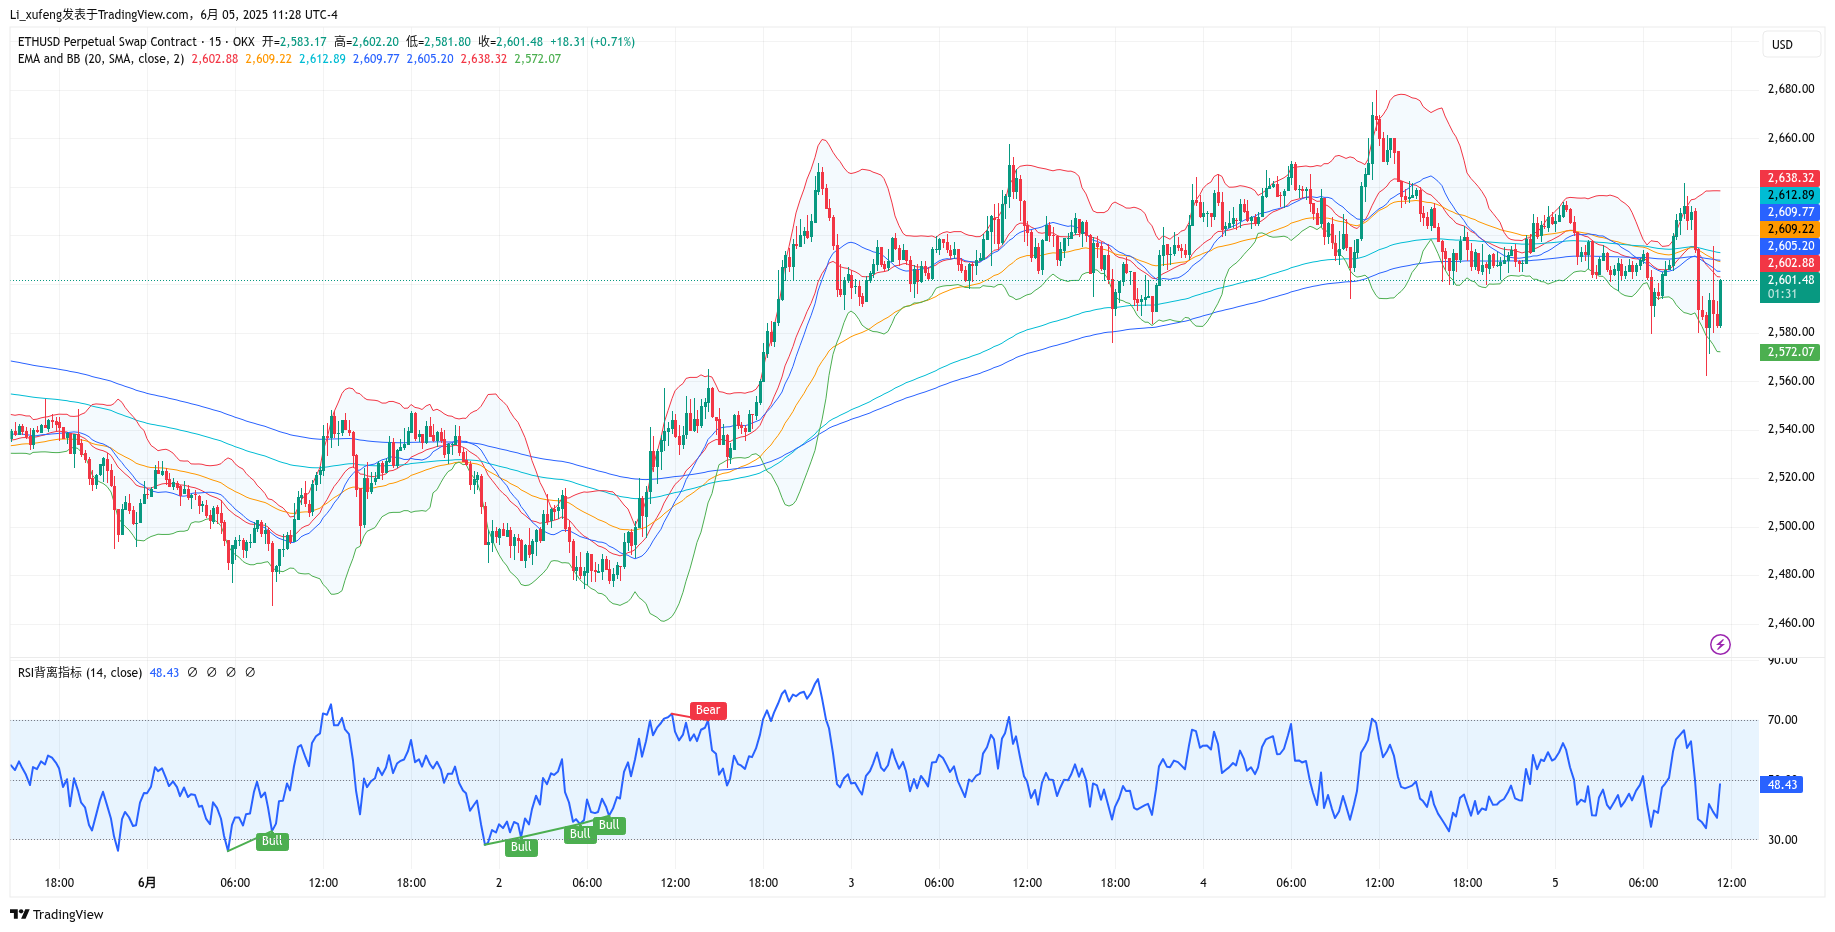 Li_xufeng发表于TradingView.com，6月 05, 2025 11:28 UTC-4
ETHUSD Perpetual Swap Contract · 15 · OKX 开=2,583.17 高=2,602.20 低=2,581.80 收=2,601.48 +18.31 (+0.71%)
EMA and BB (20, SMA, close, 2) 2,602.88 2,609.22 2,612.89 2,609.77 2,605.20 2,638.32 2,572.07
USD
2,680.00
2,660.00
2,638.32
2,612.89
2,609.77
2,609.22
2,605.20
2,602.88
2,601.48
01:31
2,580.00
2,572.07
2,560.00
2,540.00
2,520.00
2,500.00
2,480.00
2,460.00
RSI背离指标 (14, close) 48.43 ∅ ∅ ∅ ∅
90.00
Bear
70.00
48.43
Bull
Bull
Bull
Bull
30.00
18:00 6月 06:00 12:00 18:00 2 06:00 12:00 18:00 3 06:00 12:00 18:00 4 06:00 12:00 18:00 5 06:00 12:00
TradingView